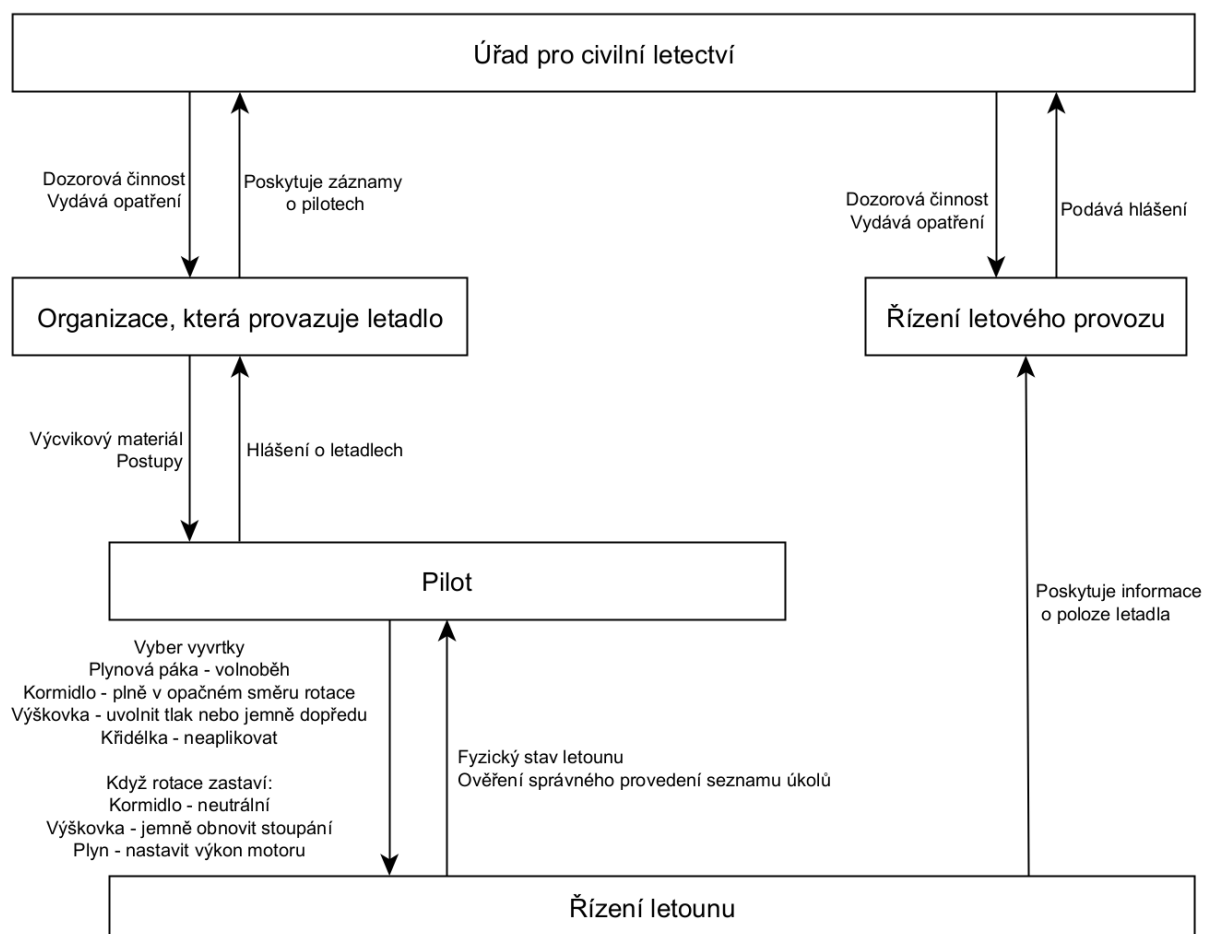 Úřad pro civilní letectví
Dozorová činnost
Vydává opatření
Poskytuje záznamy
o pilotech
Dozorová činnost
Vydává opatření
Podává hlášení
Organizace, která provazuje letadlo
Řízení letového provozu
Výcvikový materiál
Postupy
Hlášení o letadlech
Pilot
Poskytuje informace
o poloze letadla
Vyber vyvrtky
Plynová páka - volnoběh
Kormidlo - plně v opačném směru rotace
Výškovka - uvolnit tlak nebo jemně dopředu
Křidélka - neaplikovat
Když rotace zastaví:
Kormidlo - neutrální
Výškovka - jemně obnovit stoupání
Plyn - nastavit výkon motoru
Fyzický stav letounu
Ověření správného provedení seznamu úkolů
Řízení letounu